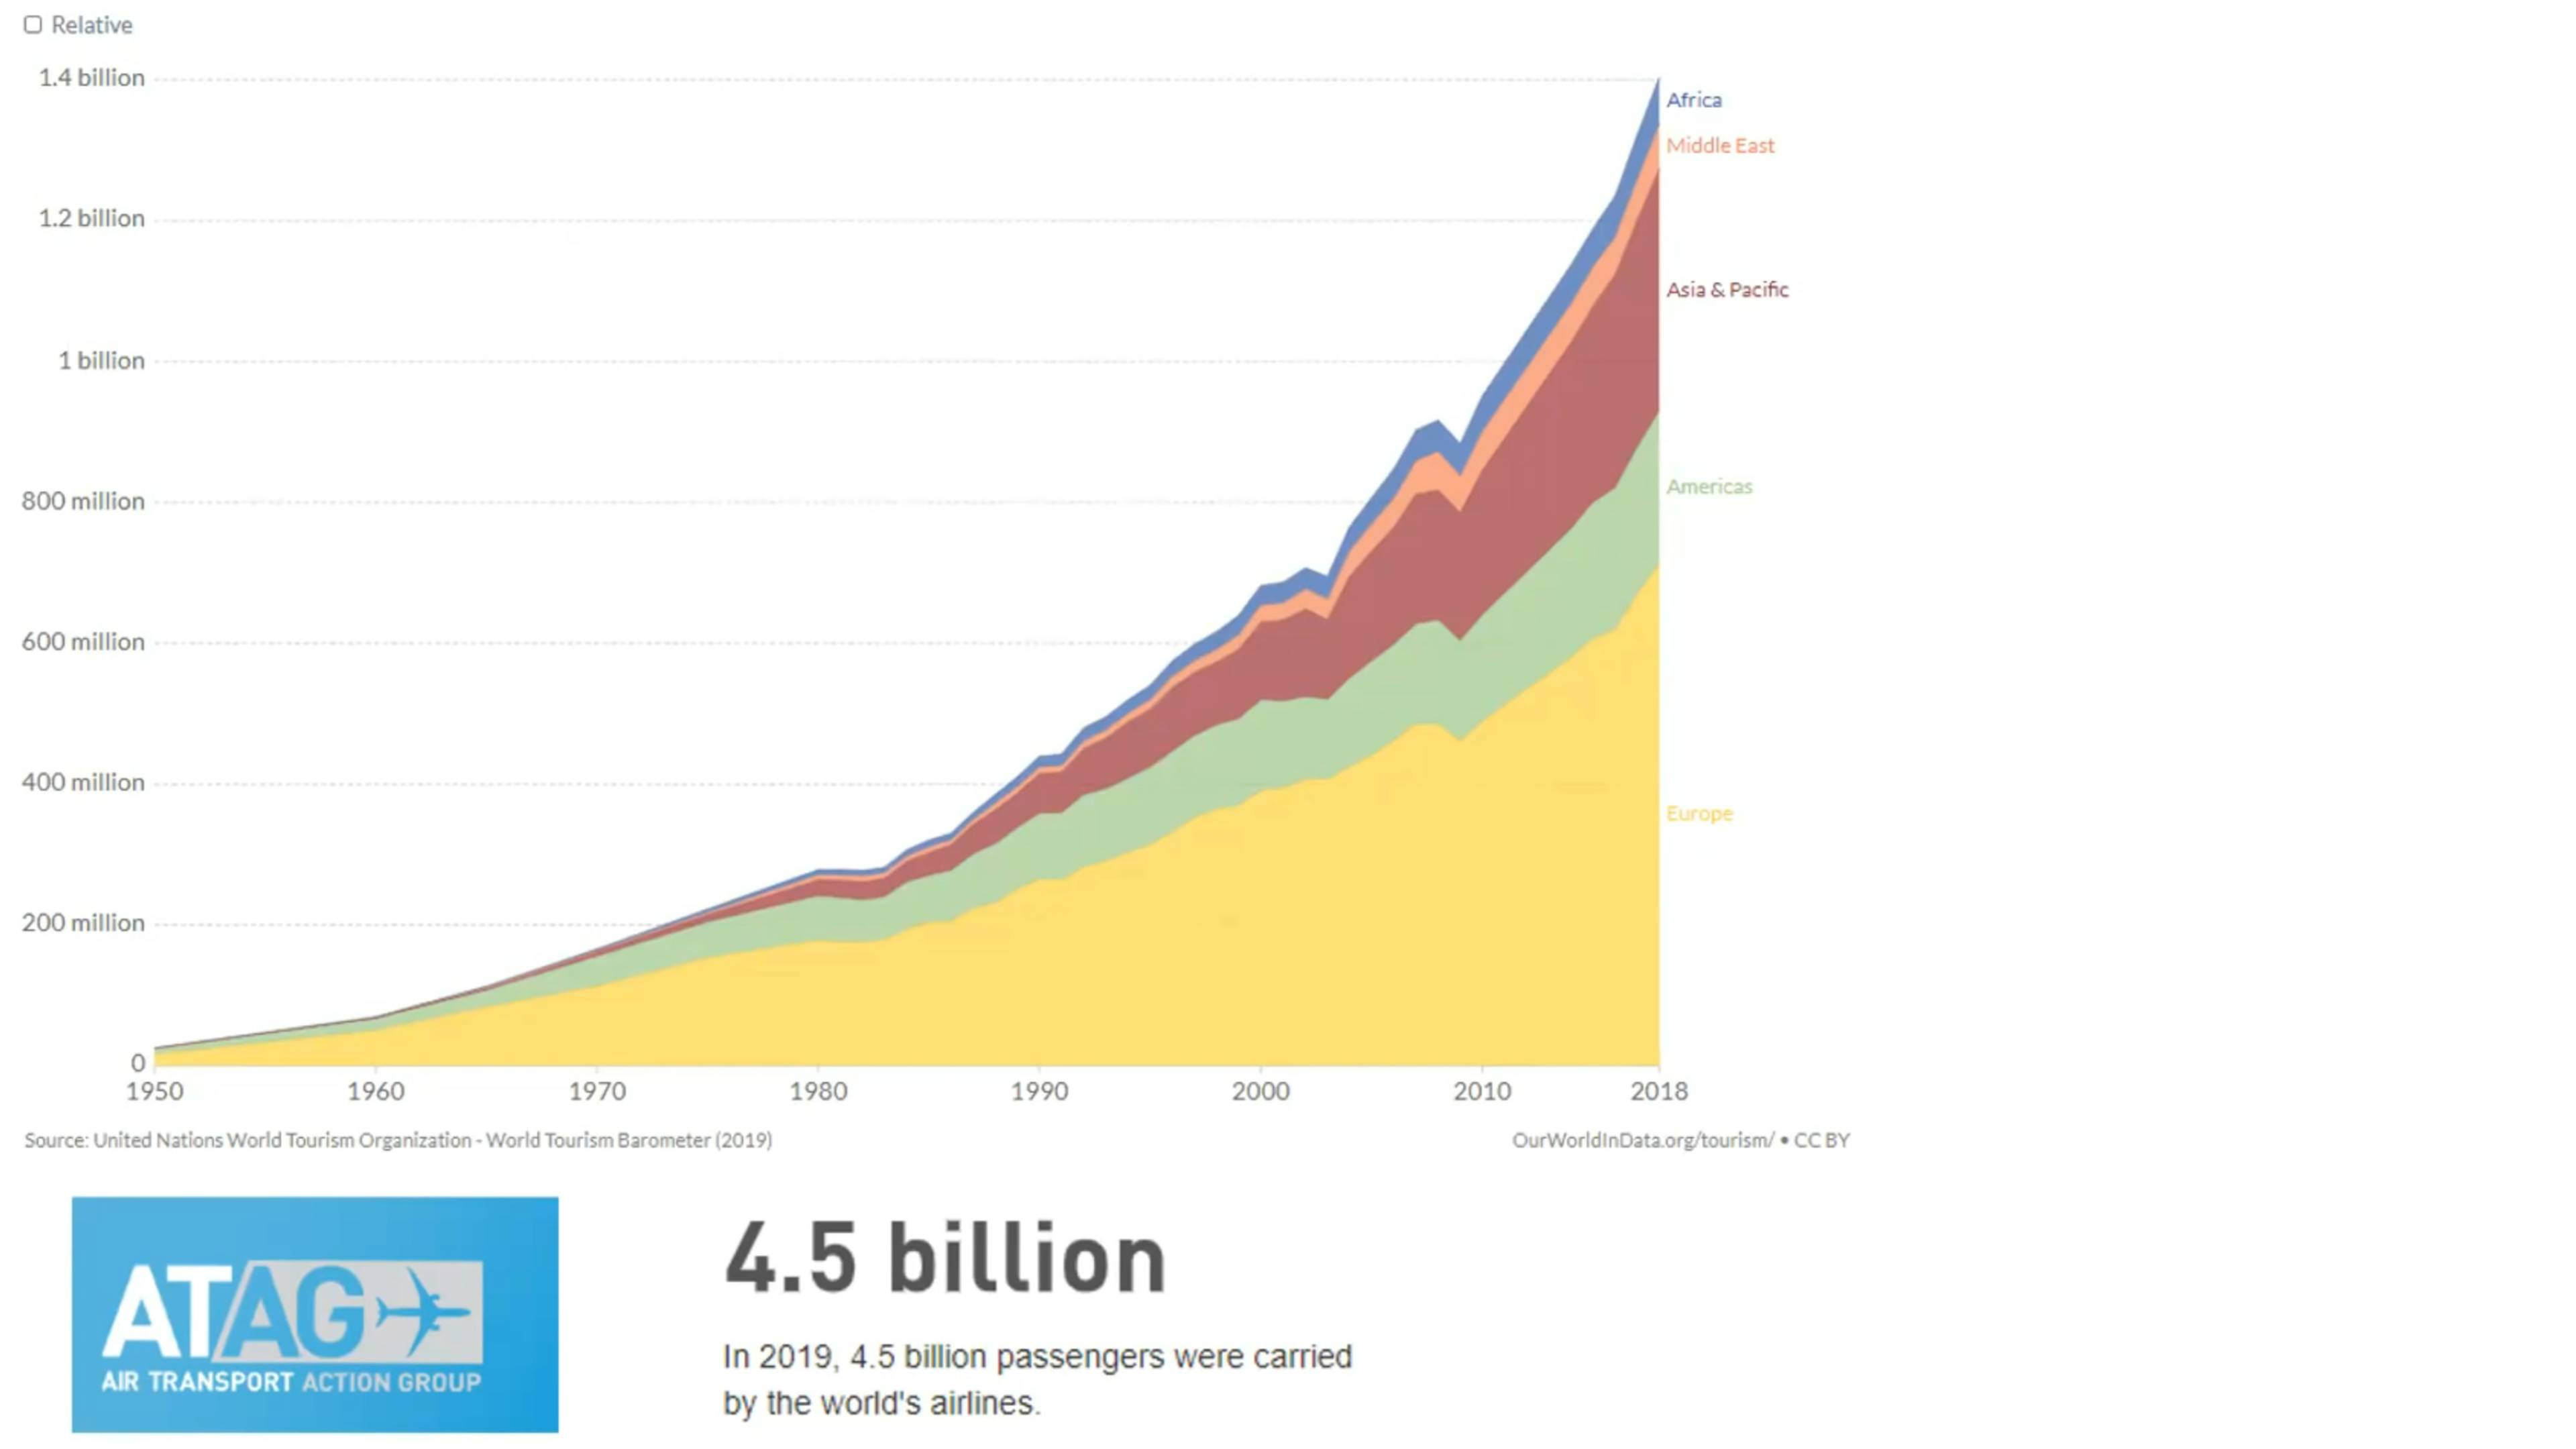 Relative
1.4 billion
1.2 billion
1 billion
800 million
600 million
400 million
200 million
0
Africa
Middle East
Asia & Pacific
Americas
Europe
1950 1960 1970 1980 1990 2000 2010 2018
Source: United Nations World Tourism Organization - World Tourism Barometer (2019)
OurWorldInData.org/tourism/ • CC BY
ATAG
AIR TRANSPORT ACTION GROUP
4.5 billion
In 2019, 4.5 billion passengers were carried
by the world's airlines.